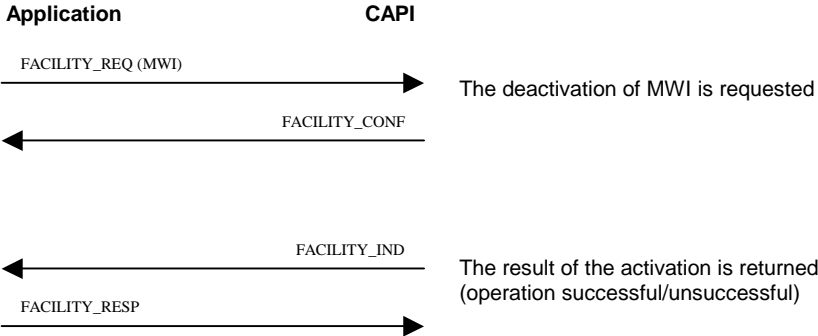 Application CAPI
FACILITY_REQ (MWI)
The deactivation of MWI is requested
FACILITY_CONF
FACILITY_IND
The result of the activation is returned
(operation successful/unsuccessful)
FACILITY_RESP